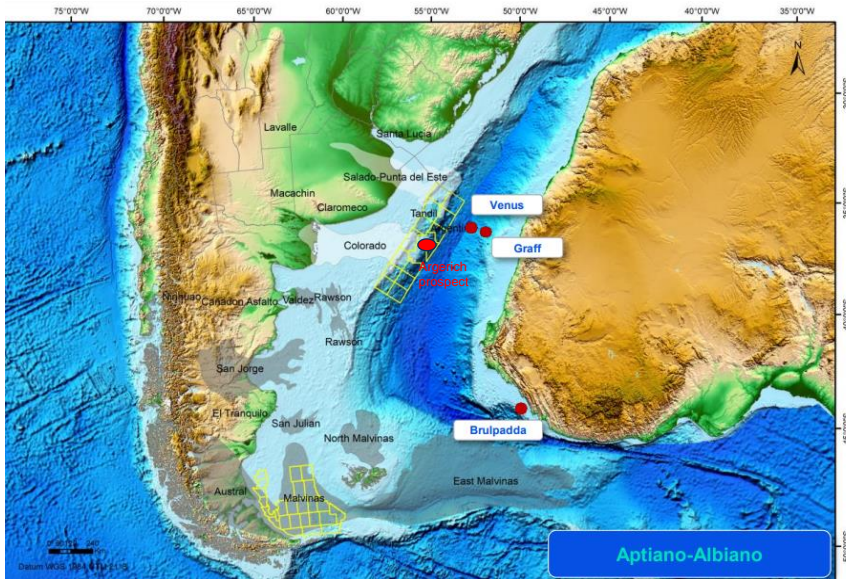 75°0'0"W
70°0'0"W
65°0'0"W
60°0'0"W
55°0'0"W
50°0'0"W
45°0'0"W
40°0'0"W
35°0'0"W
N
Lavalle
Santa Lucia
Salado-Punta del Este
Macachin
Claromeco
Tandil
Venus
Colorado
Graff
Argerich
prospect
Cañadon Asfalto
Valdez
Rawson
Rawson
San Jorge
El Tranquilo
San Julian
North Malvinas
Brulpadda
East Malvinas
Austral
Malvinas
Aptiano-Albiano